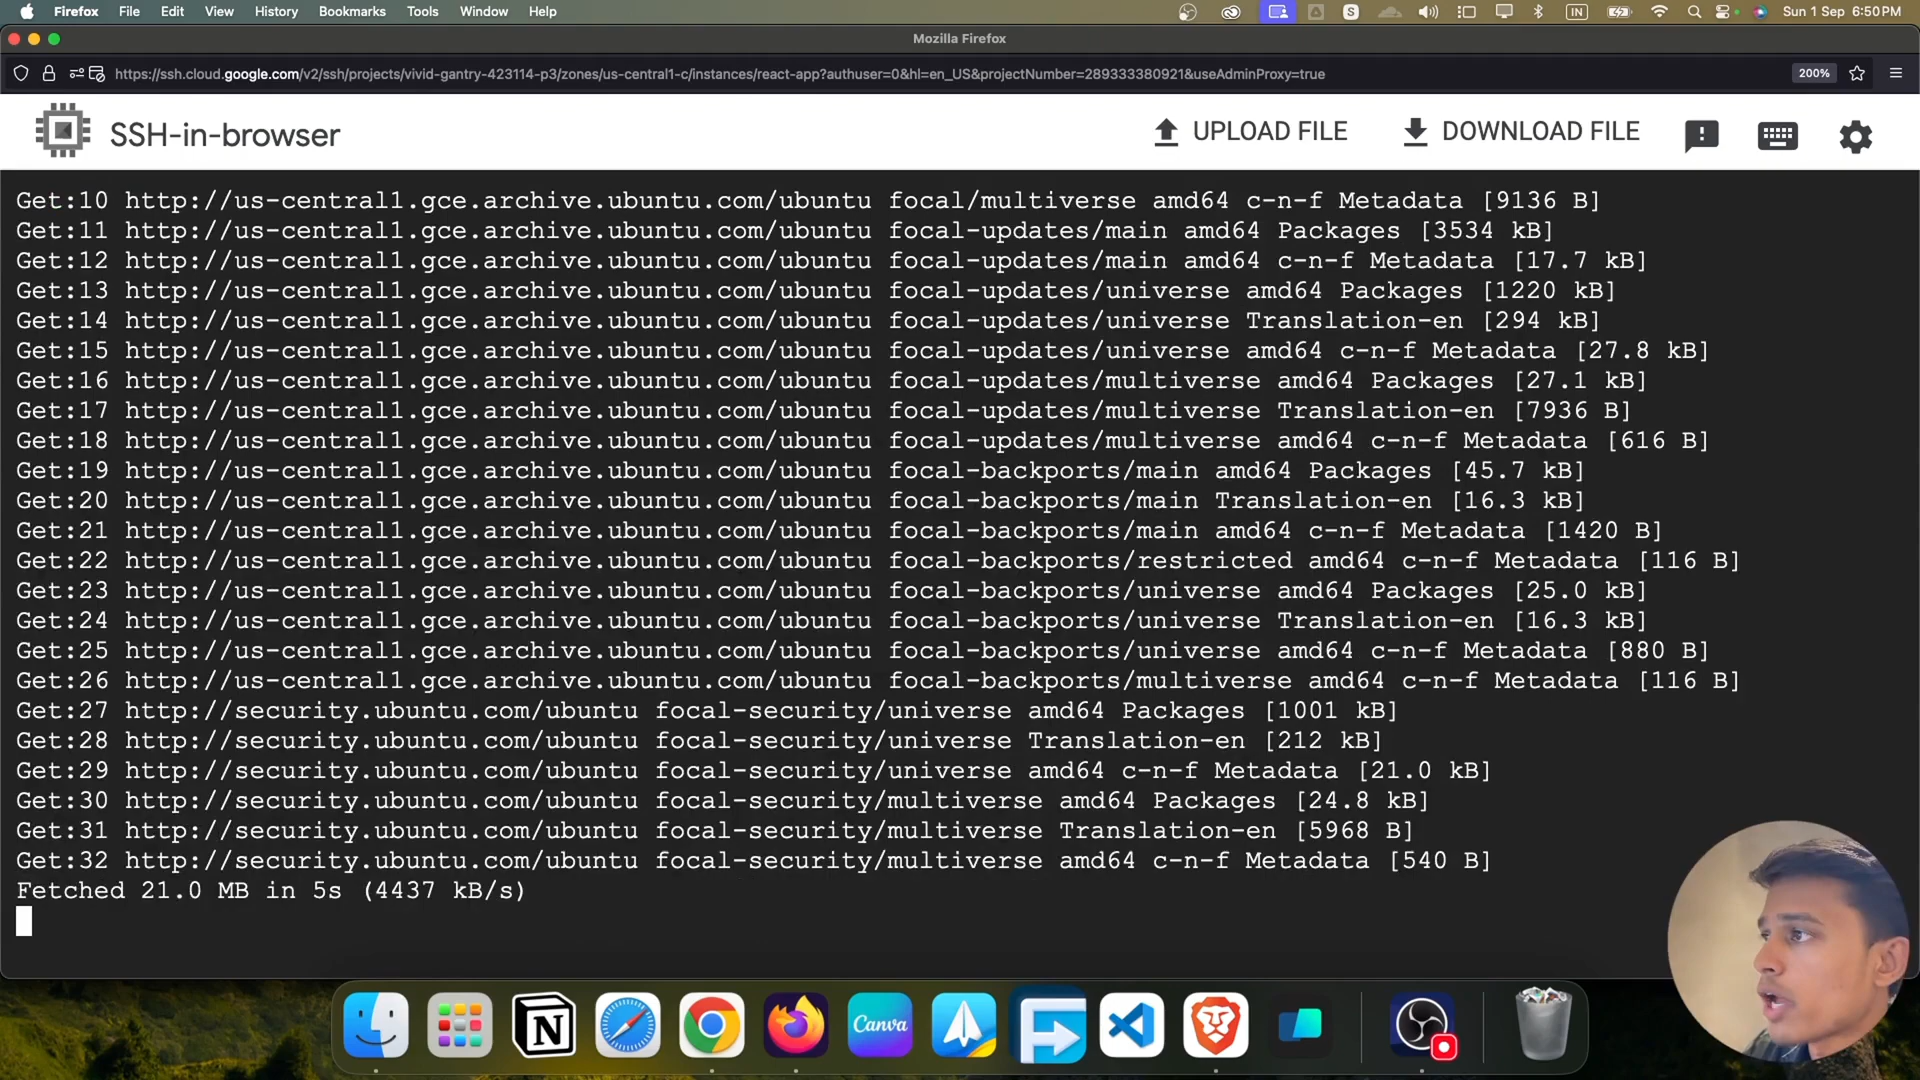 Firefox File Edit View History Bookmarks Tools Window Help
IN
Sun 1 Sep 6:50 PM
Mozilla Firefox
https://ssh.cloud.google.com/v2/ssh/projects/vivid-gantry-423114-p3/zones/us-central1-c/instances/react-app?authuser=0&hl=en_US&projectNumber=289333380921&useAdminProxy=true
200%
SSH-in-browser
UPLOAD FILE
DOWNLOAD FILE
Get:10 http://us-central1.gce.archive.ubuntu.com/ubuntu focal/multiverse amd64 c-n-f Metadata [9136 B]
Get:11 http://us-central1.gce.archive.ubuntu.com/ubuntu focal-updates/main amd64 Packages [3534 kB]
Get:12 http://us-central1.gce.archive.ubuntu.com/ubuntu focal-updates/main amd64 c-n-f Metadata [17.7 kB]
Get:13 http://us-central1.gce.archive.ubuntu.com/ubuntu focal-updates/universe amd64 Packages [1220 kB]
Get:14 http://us-central1.gce.archive.ubuntu.com/ubuntu focal-updates/universe Translation-en [294 kB]
Get:15 http://us-central1.gce.archive.ubuntu.com/ubuntu focal-updates/universe amd64 c-n-f Metadata [27.8 kB]
Get:16 http://us-central1.gce.archive.ubuntu.com/ubuntu focal-updates/multiverse amd64 Packages [27.1 kB]
Get:17 http://us-central1.gce.archive.ubuntu.com/ubuntu focal-updates/multiverse Translation-en [7936 B]
Get:18 http://us-central1.gce.archive.ubuntu.com/ubuntu focal-updates/multiverse amd64 c-n-f Metadata [616 B]
Get:19 http://us-central1.gce.archive.ubuntu.com/ubuntu focal-backports/main amd64 Packages [45.7 kB]
Get:20 http://us-central1.gce.archive.ubuntu.com/ubuntu focal-backports/main Translation-en [16.3 kB]
Get:21 http://us-central1.gce.archive.ubuntu.com/ubuntu focal-backports/main amd64 c-n-f Metadata [1420 B]
Get:22 http://us-central1.gce.archive.ubuntu.com/ubuntu focal-backports/restricted amd64 c-n-f Metadata [116 B]
Get:23 http://us-central1.gce.archive.ubuntu.com/ubuntu focal-backports/universe amd64 Packages [25.0 kB]
Get:24 http://us-central1.gce.archive.ubuntu.com/ubuntu focal-backports/universe Translation-en [16.3 kB]
Get:25 http://us-central1.gce.archive.ubuntu.com/ubuntu focal-backports/universe amd64 c-n-f Metadata [880 B]
Get:26 http://us-central1.gce.archive.ubuntu.com/ubuntu focal-backports/multiverse amd64 c-n-f Metadata [116 B]
Get:27 http://security.ubuntu.com/ubuntu focal-security/universe amd64 Packages [1001 kB]
Get:28 http://security.ubuntu.com/ubuntu focal-security/universe Translation-en [212 kB]
Get:29 http://security.ubuntu.com/ubuntu focal-security/universe amd64 c-n-f Metadata [21.0 kB]
Get:30 http://security.ubuntu.com/ubuntu focal-security/multiverse amd64 Packages [24.8 kB]
Get:31 http://security.ubuntu.com/ubuntu focal-security/multiverse Translation-en [5968 B]
Get:32 http://security.ubuntu.com/ubuntu focal-security/multiverse amd64 c-n-f Metadata [540 B]
Fetched 21.0 MB in 5s (4437 kB/s)
Canva